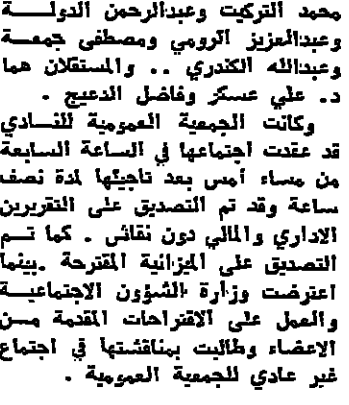 محمد التركيت وعبدالرحمن الدولة
وعبدالعزيز الرومي ومصطفى جمعة
وعبدالله الكندري .. والمستقلان هما
د. علي عسكر وفاضل الدعيج .
وكانت الجمعية العمومية للنادي
قد عقدت اجتماعها في الساعة السابعة
من مساء أمس بعد تأجيلها لمدة نصف
ساعة وقد تم التصديق على التقريرين
الاداري والمالي دون نقاش . كما تم
التصديق على الميزانية المقترحة .بينما
اعترضت وزارة الشؤون الاجتماعية
والعمل على الاقتراحات المقدمة من
الاعضاء وطالبت بمناقشتها في اجتماع
غير عادي للجمعية العمومية .